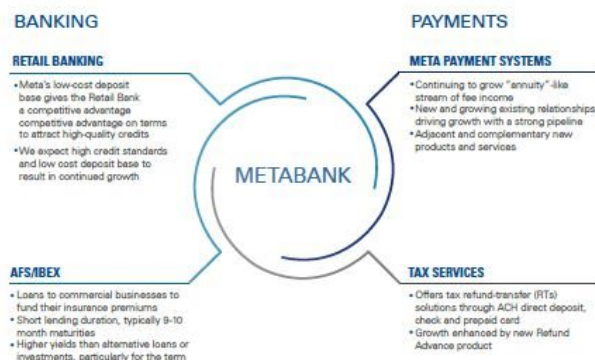 BANKING
PAYMENTS
RETAIL BANKING
• Meta's low-cost deposit
base gives the Retail Bank
a competitive advantage
competitive advantage on terms
to attract high-quality credits
• We expect high credit standards
and low cost deposit base to
result in continued growth
META PAYMENT SYSTEMS
• Continuing to grow "annuity"-like
stream of fee income
• New and growing existing relationships
driving growth with a strong pipeline
• Adjacent and complementary new
products and services
METABANK
AFS/IBEX
• Loans to commercial businesses to
fund their insurance premiums
• Short lending duration, typically 9-10
month maturities
• Higher yields than alternative loans or
investments, particularly for the term
TAX SERVICES
• Offers tax refund-transfer (RTs)
solutions through ACH direct deposit,
check and prepaid card
• Growth enhanced by new Refund
Advance product